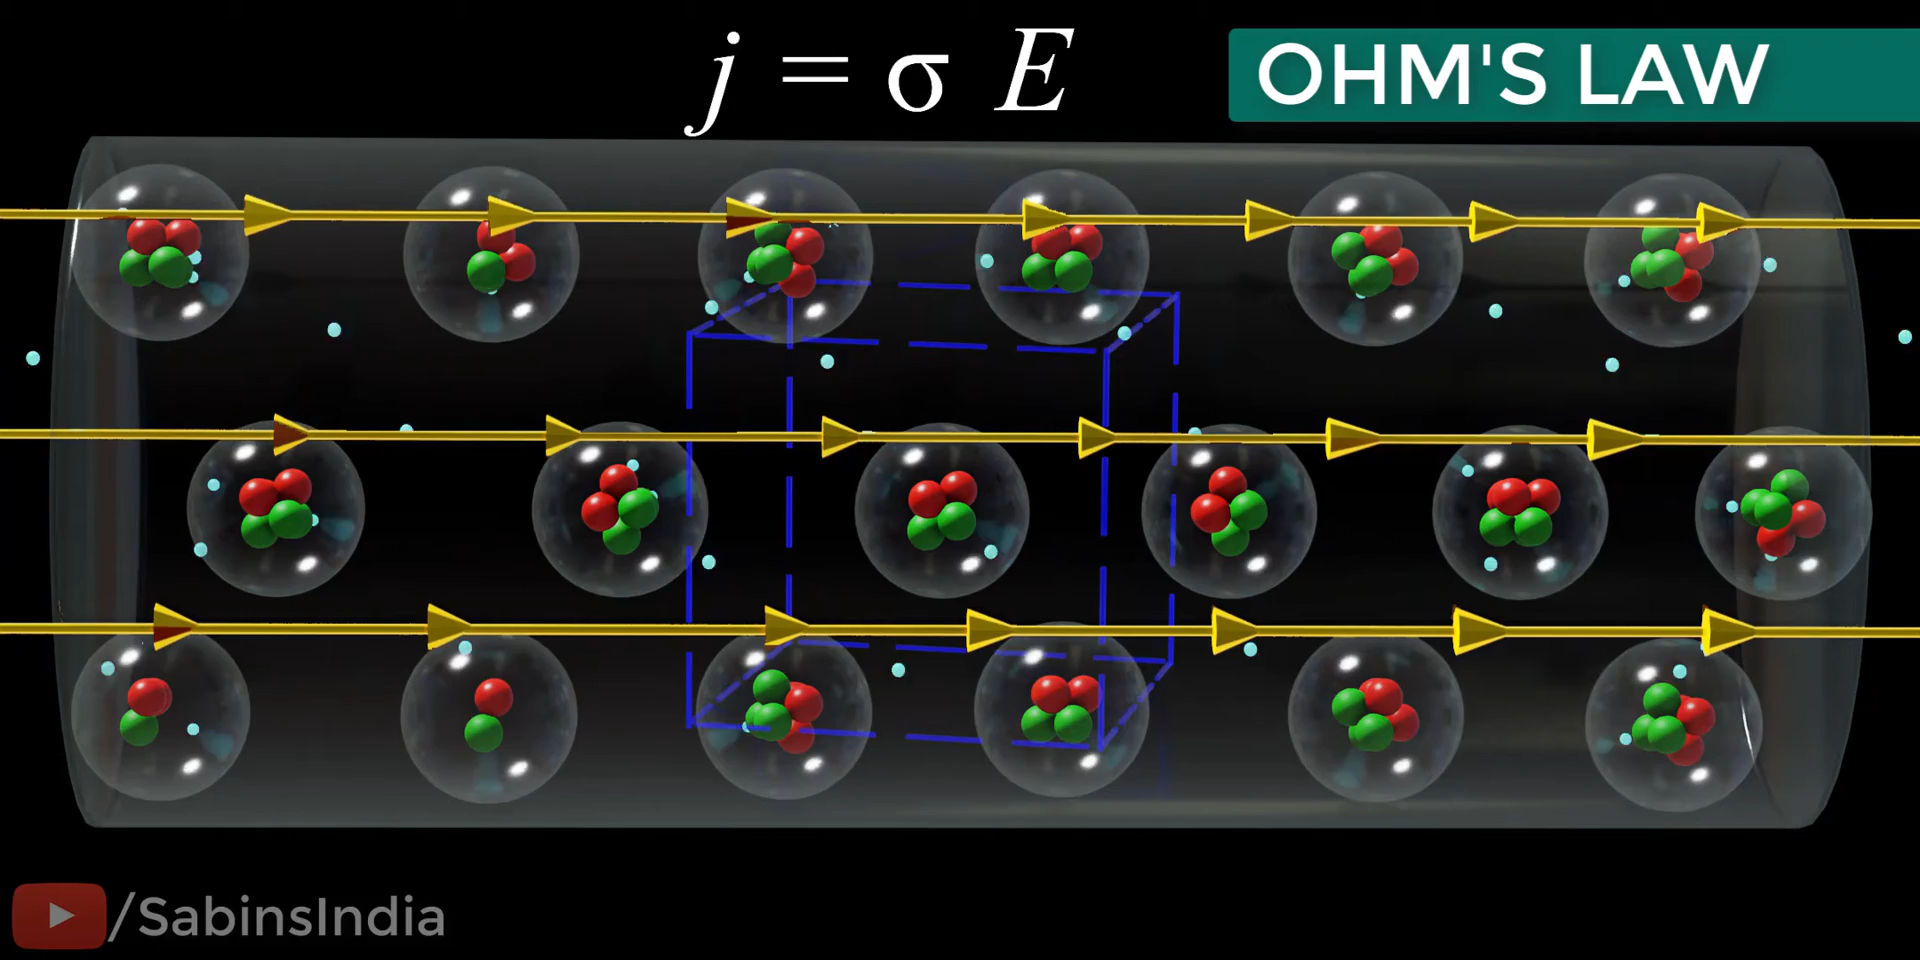 j = σ E
OHM'S LAW
/SabinsIndia